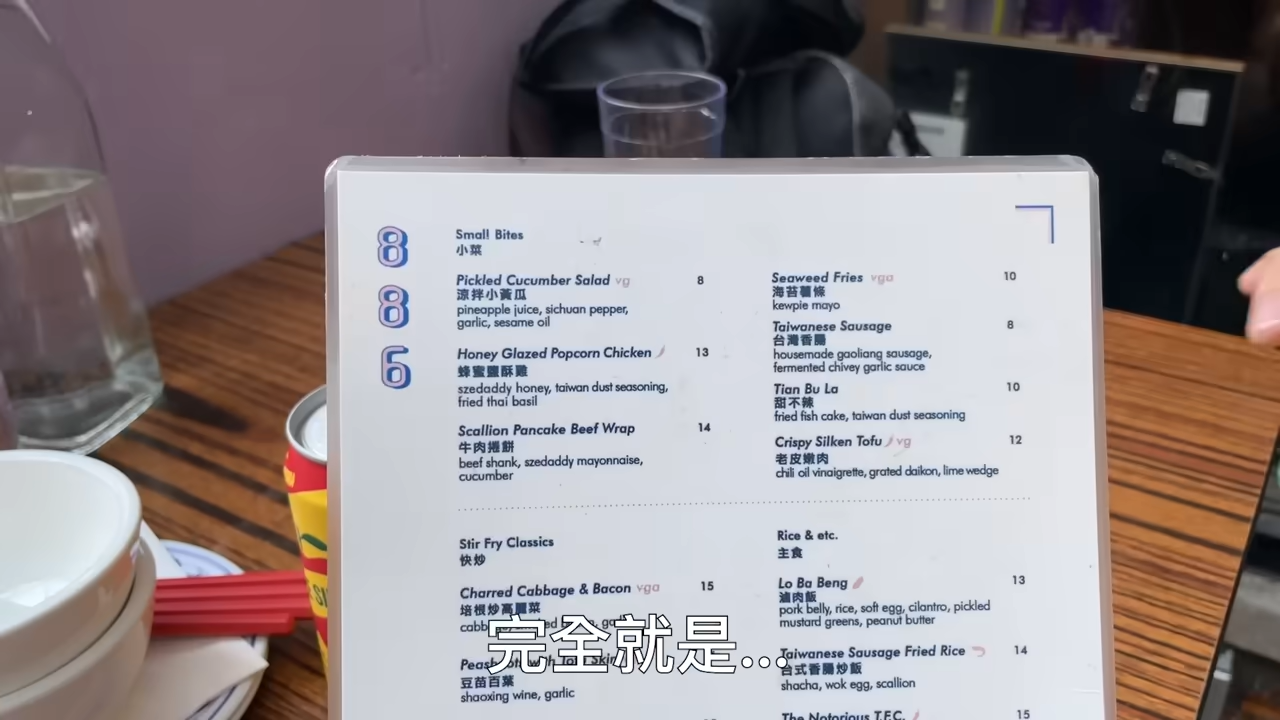 8
8
6
Small Bites
小菜
Pickled Cucumber Salad vg 8
涼拌小黃瓜
pineapple juice, sichuan pepper,
garlic, sesame oil
Honey Glazed Popcorn Chicken 13
蜂蜜鹽酥雞
szedaddy honey, taiwan dust seasoning,
fried thai basil
Scallion Pancake Beef Wrap 14
牛肉捲餅
beef shank, szedaddy mayonnaise,
cucumber
Seaweed Fries vga 10
海苔薯條
kewpie mayo
Taiwanese Sausage 8
台灣香腸
housemade gaoliang sausage,
fermented chivey garlic sauce
Tian Bu La 10
甜不辣
fried fish cake, taiwan dust seasoning
Crispy Silken Tofu vg 12
老皮嫩肉
chili oil vinaigrette, grated daikon, lime wedge
Stir Fry Classics
快炒
Charred Cabbage & Bacon vga 15
培根炒高麗菜
豆苗百葉
shaoxing wine, garlic
Rice & etc.
主食
Lo Ba Beng 13
滷肉飯
pork belly, rice, soft egg, cilantro, pickled
mustard greens, peanut butter
Taiwanese Sausage Fried Rice 14
台式香腸炒飯
shacha, wok egg, scallion
The Notorious T.F.C. 15
完全就是...